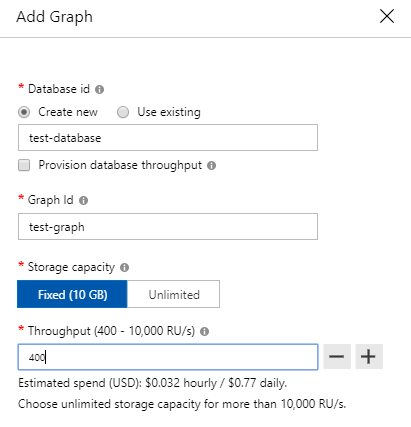 Add Graph
* Database id
Create new Use existing
test-database
Provision database throughput
* Graph Id
test-graph
* Storage capacity
Fixed (10 GB) Unlimited
* Throughput (400 - 10,000 RU/s)
400
Estimated spend (USD): $0.032 hourly / $0.77 daily.
Choose unlimited storage capacity for more than 10,000 RU/s.